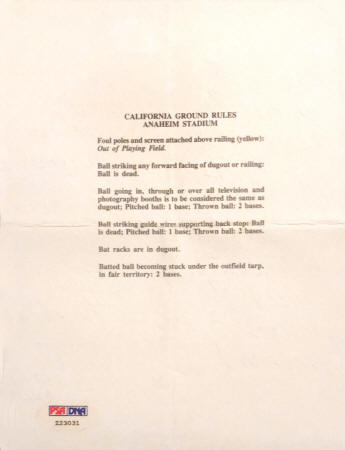 CALIFORNIA GROUND RULES
ANAHEIM STADIUM
Foul poles and screen attached above railing (yellow):
Out of Playing Field.
Ball striking any forward facing of dugout or railing:
Ball is dead.
Ball going in, through or over all television and
photography booths is to be considered the same as
dugout; Pitched ball: 1 base; Thrown ball: 2 bases.
Ball striking guide wires supporting back stop: Ball
is dead; Pitched ball: 1 base; Thrown ball: 2 bases.
Bat racks are in dugout.
Batted ball becoming stuck under the outfield tarp,
in fair territory: 2 bases.
PSA DNA
Z23031